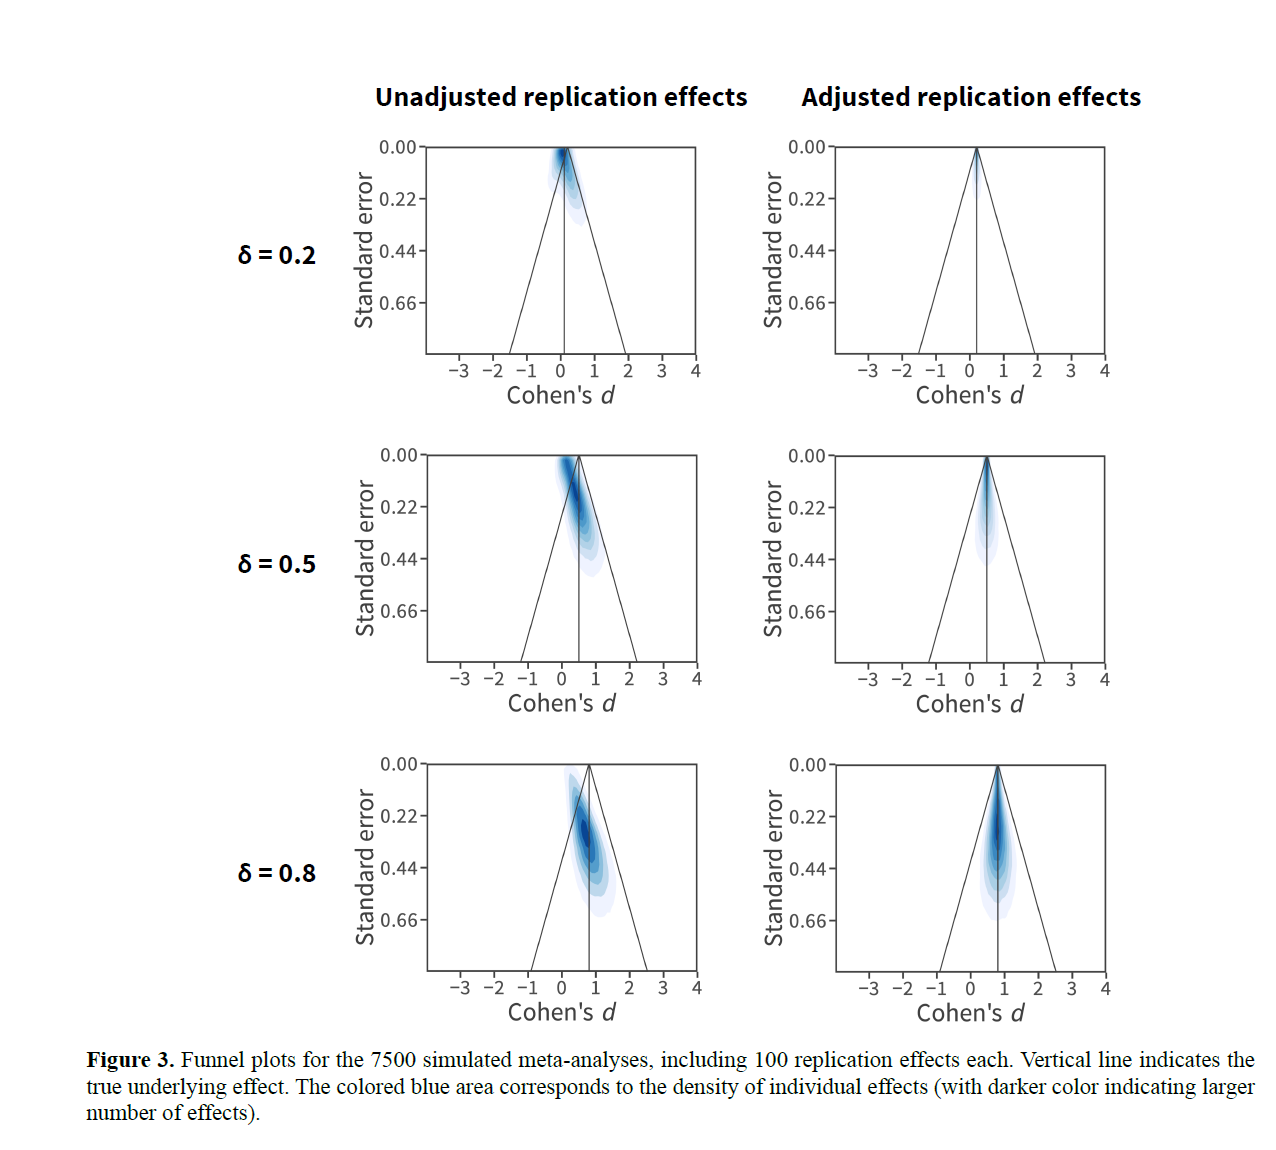 Unadjusted replication effects
Adjusted replication effects
δ = 0.2
Standard error
0.00
0.22
0.44
0.66
−3 −2 −1 0 1 2 3 4
Cohen's d
Standard error
0.00
0.22
0.44
0.66
−3 −2 −1 0 1 2 3 4
Cohen's d
δ = 0.5
Standard error
0.00
0.22
0.44
0.66
−3 −2 −1 0 1 2 3 4
Cohen's d
Standard error
0.00
0.22
0.44
0.66
−3 −2 −1 0 1 2 3 4
Cohen's d
δ = 0.8
Standard error
0.00
0.22
0.44
0.66
−3 −2 −1 0 1 2 3 4
Cohen's d
Standard error
0.00
0.22
0.44
0.66
−3 −2 −1 0 1 2 3 4
Cohen's d
Figure 3. Funnel plots for the 7500 simulated meta-analyses, including 100 replication effects each. Vertical line indicates the
true underlying effect. The colored blue area corresponds to the density of individual effects (with darker color indicating larger
number of effects).